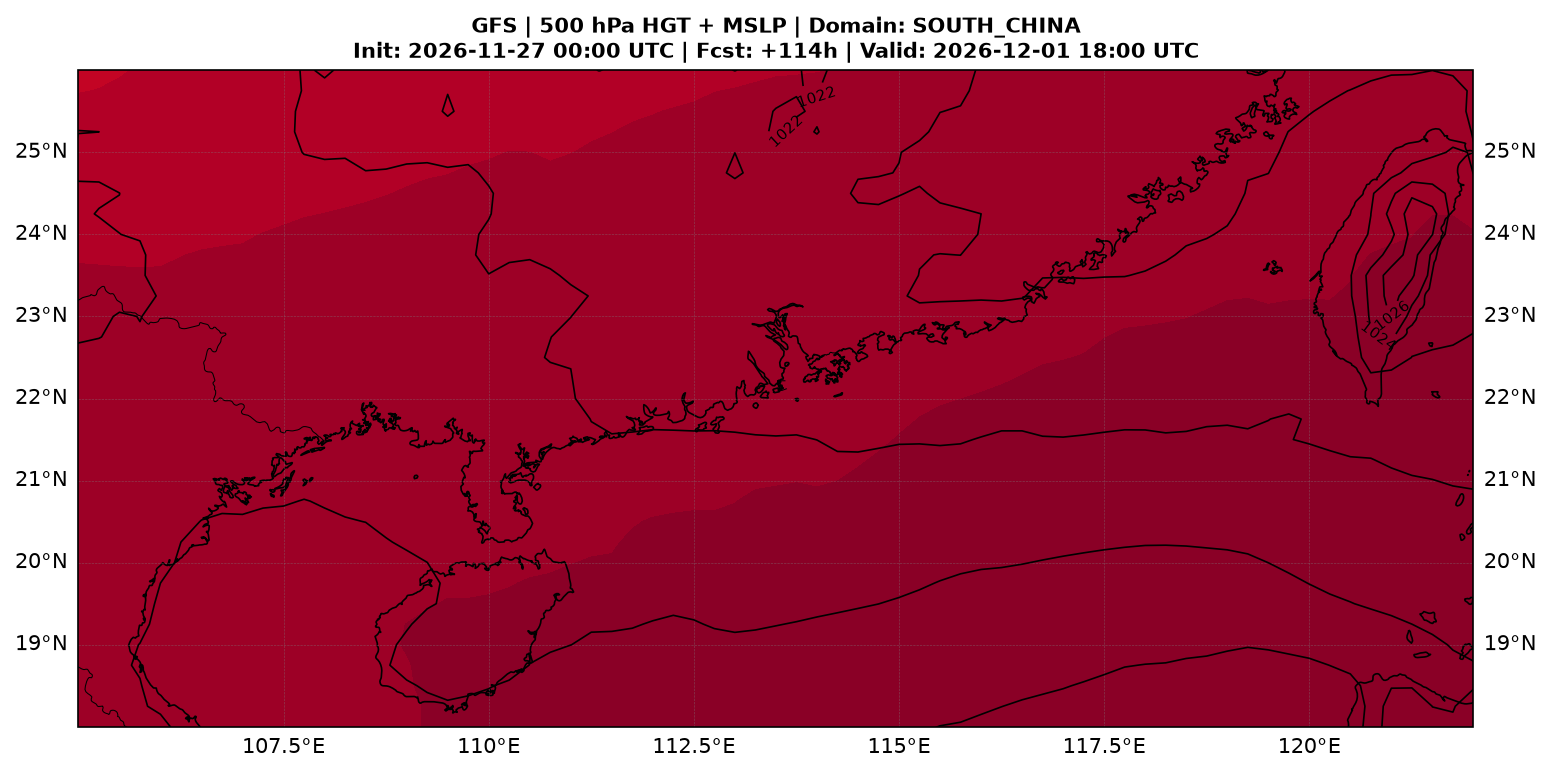 GFS | 500 hPa HGT + MSLP | Domain: SOUTH_CHINA
Init: 2026-11-27 00:00 UTC | Fcst: +114h | Valid: 2026-12-01 18:00 UTC
1022
1022
25°N 25°N
24°N 24°N
1026
1024
23°N 23°N
22°N 22°N
21°N 21°N
20°N 20°N
19°N 19°N
107.5°E 110°E 112.5°E 115°E 117.5°E 120°E